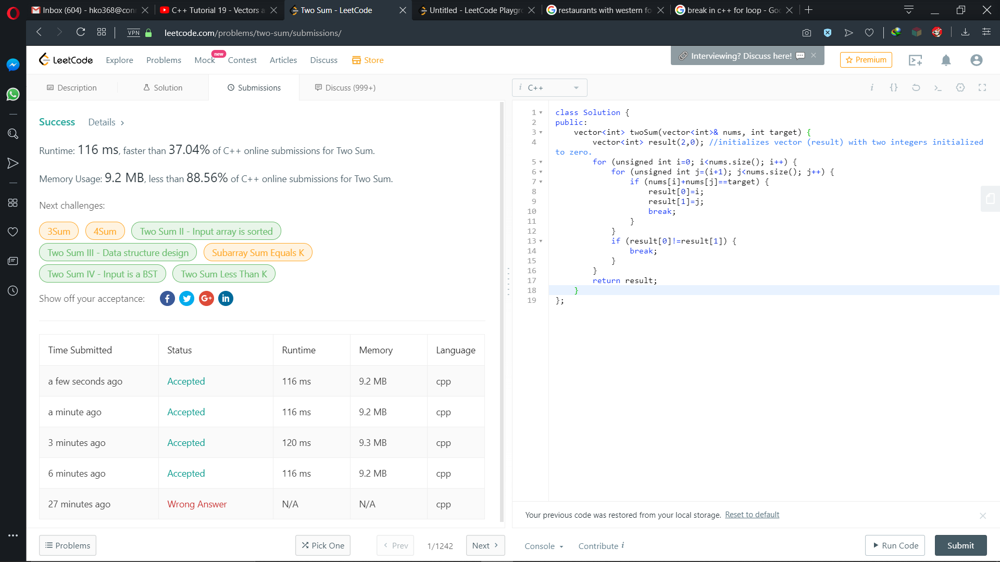 Inbox (604) - hko368@con
C++ Tutorial 19 - Vectors a
Two Sum - LeetCode
Untitled - LeetCode Playgr
restaurants with western fo
break in c++ for loop - Goo
VPN
leetcode.com/problems/two-sum/submissions/
LeetCode
Explore
Problems
Mock
new
Contest
Articles
Discuss
Store
Interviewing? Discuss here!
Premium
Description
Solution
Submissions
Discuss (999+)
i C++
Success
Details
Runtime: 116 ms, faster than 37.04% of C++ online submissions for Two Sum.
Memory Usage: 9.2 MB, less than 88.56% of C++ online submissions for Two Sum.
Next challenges:
3Sum
4Sum
Two Sum II - Input array is sorted
Two Sum III - Data structure design
Subarray Sum Equals K
Two Sum IV - Input is a BST
Two Sum Less Than K
Show off your acceptance:
Time Submitted Status Runtime Memory Language
a few seconds ago Accepted 116 ms 9.2 MB cpp
a minute ago Accepted 116 ms 9.2 MB cpp
3 minutes ago Accepted 120 ms 9.3 MB cpp
6 minutes ago Accepted 116 ms 9.2 MB cpp
27 minutes ago Wrong Answer N/A N/A cpp
1 class Solution {
2 public:
3 vector<int> twoSum(vector<int>& nums, int target) {
4 vector<int> result(2,0); //initializes vector (result) with two integers initialized
to zero.
5 for (unsigned int i=0; i<nums.size(); i++) {
6 for (unsigned int j=(i+1); j<nums.size(); j++) {
7 if (nums[i]+nums[j]==target) {
8 result[0]=i;
9 result[1]=j;
10 break;
11 }
12 }
13 if (result[0]!=result[1]) {
14 break;
15 }
16 }
17 return result;
18 }
19 };
Your previous code was restored from your local storage. Reset to default
Problems
Pick One
Prev
1/1242
Next
Console
Contribute i
Run Code
Submit